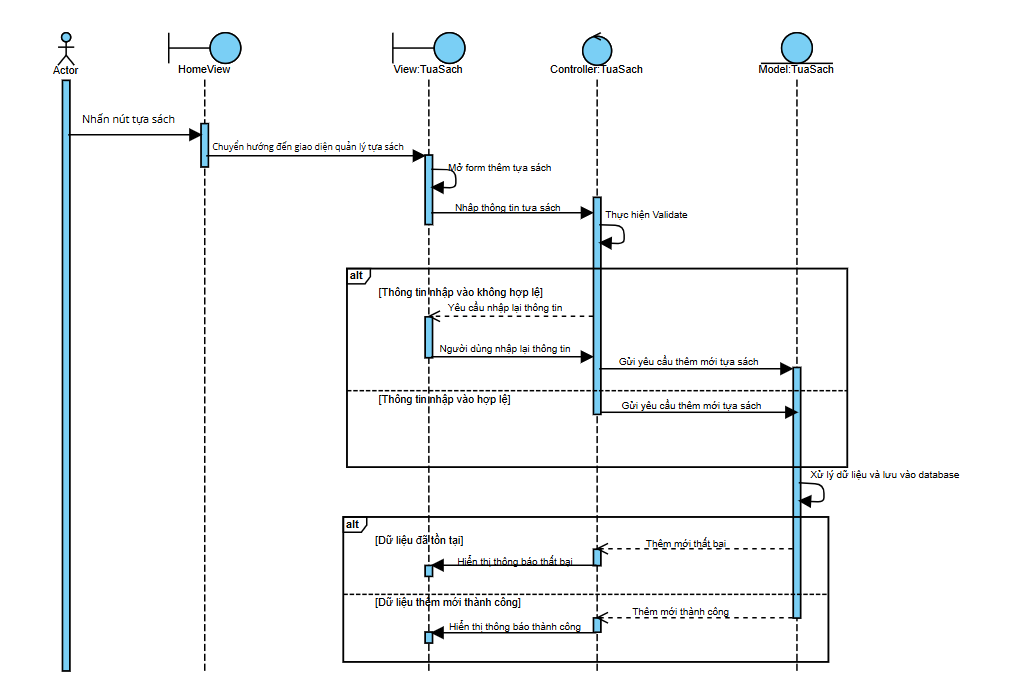 Actor
HomeView
View:TuaSach
Controller:TuaSach
Model:TuaSach
Nhấn nút tựa sách
Chuyển hướng đến giao diện quản lý tựa sách
Mở form thêm tựa sách
Nhập thông tin tựa sách
Thực hiện Validate
alt
[Thông tin nhập vào không hợp lệ]
Yêu cầu nhập lại thông tin
Người dùng nhập lại thông tin
Gửi yêu cầu thêm mới tựa sách
[Thông tin nhập vào hợp lệ]
Gửi yêu cầu thêm mới tựa sách
Xử lý dữ liệu và lưu vào database
alt
[Dữ liệu đã tồn tại]
Thêm mới thất bại
Hiển thị thông báo thất bại
[Dữ liệu thêm mới thành công]
Thêm mới thành công
Hiển thị thông báo thành công